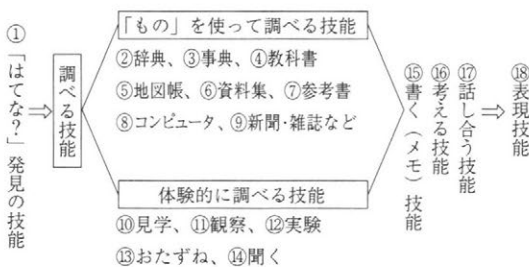 ①「はてな？」発見の技能
⇒
調べる技能
「もの」を使って調べる技能
②辞典、③事典、④教科書
⑤地図帳、⑥資料集、⑦参考書
⑧コンピュータ、⑨新聞・雑誌など
体験的に調べる技能
⑩見学、⑪観察、⑫実験
⑬おたずね、⑭聞く
⑮書く（メモ）技能
⑯考える技能
⑰話し合う技能
⇒
⑱表現技能